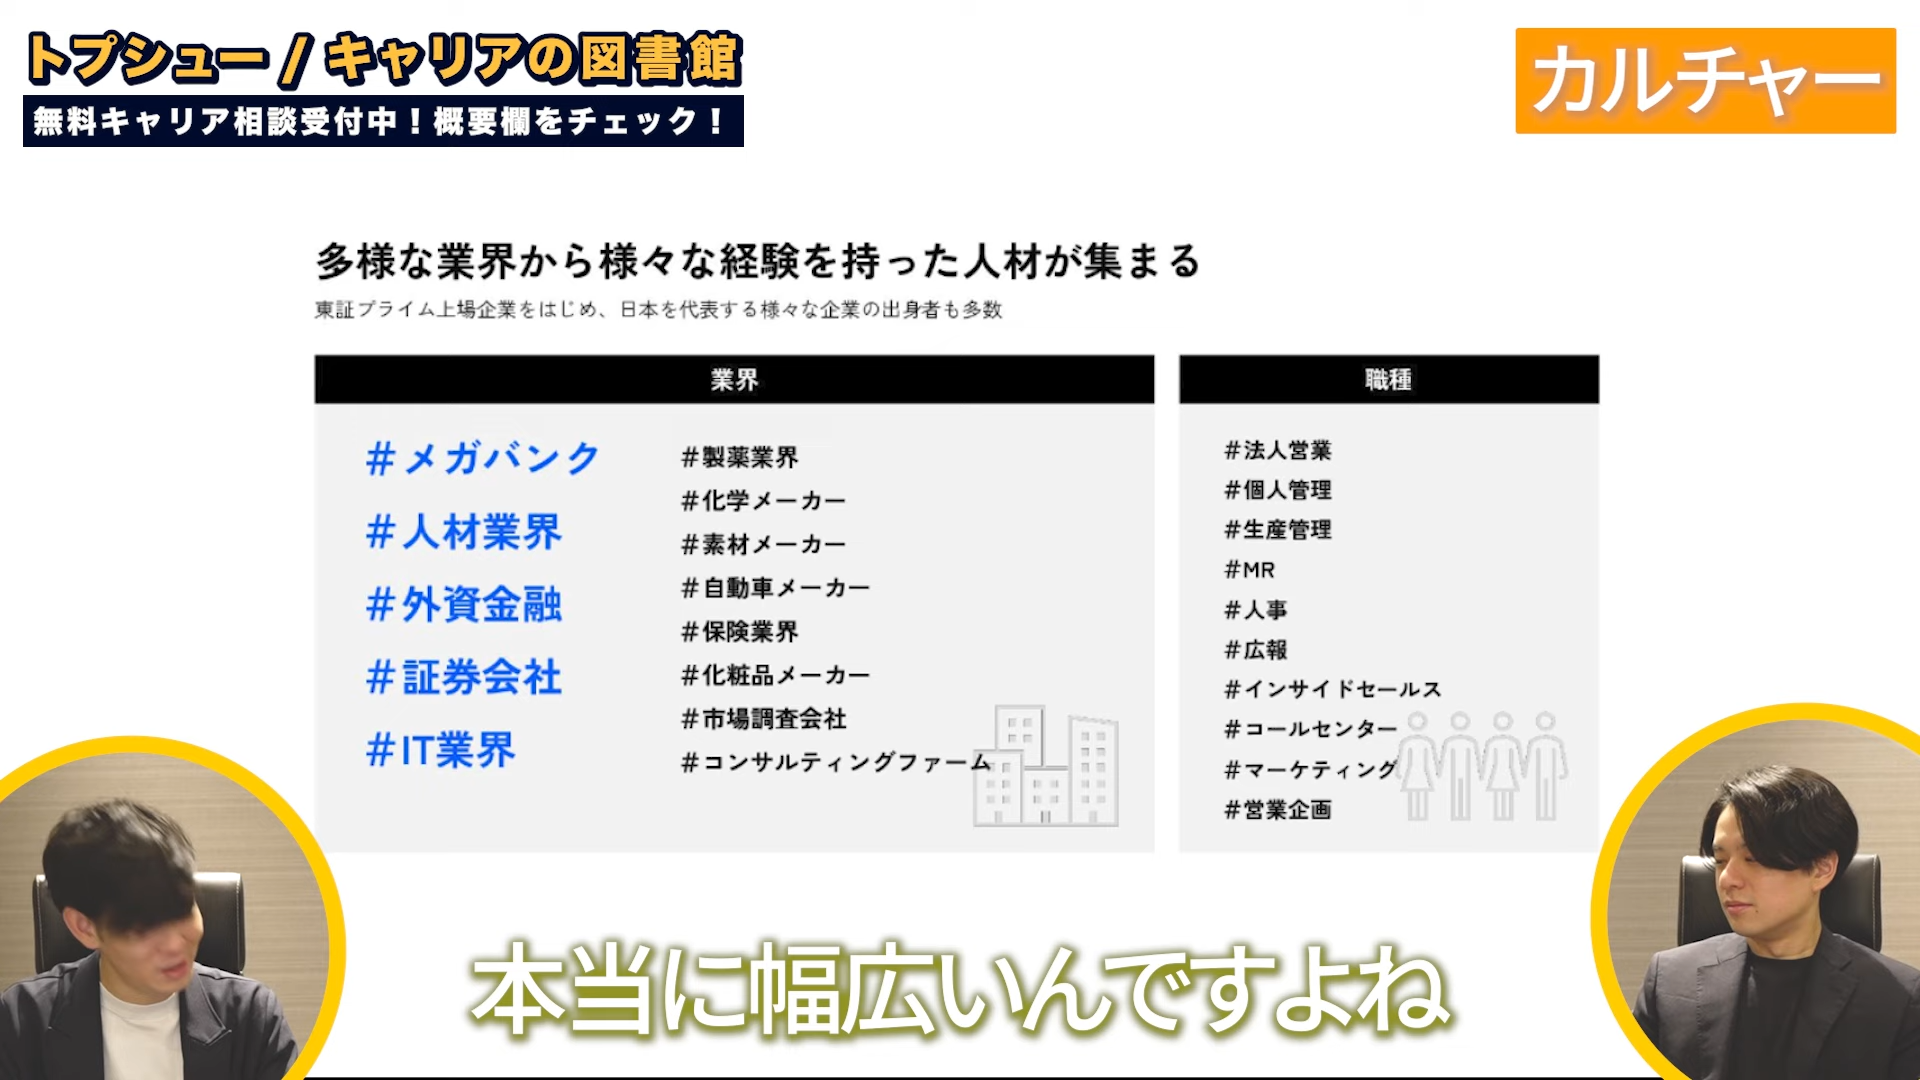 トプシュー / キャリアの図書館
無料キャリア相談受付中！概要欄をチェック！
カルチャー
多様な業界から様々な経験を持った人材が集まる
東証プライム上場企業をはじめ、日本を代表する様々な企業の出身者も多数
業界
#メガバンク
#人材業界
#外資金融
#証券会社
#IT業界
#製薬業界
#化学メーカー
#素材メーカー
#自動車メーカー
#保険業界
#化粧品メーカー
#市場調査会社
#コンサルティングファーム
職種
#法人営業
#個人管理
#生産管理
#MR
#人事
#広報
#インサイドセールス
#コールセンター
#マーケティング
#営業企画
本当に幅広いんですよね